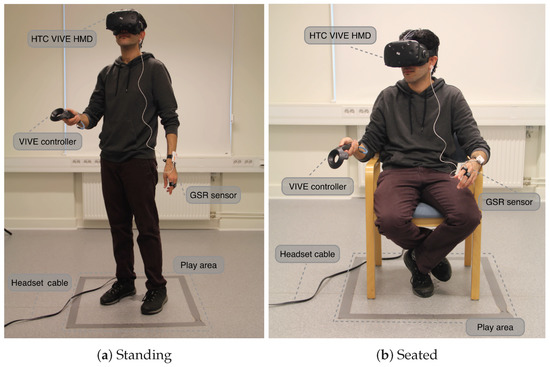 HTC VIVE HMD
VIVE controller
GSR sensor
Headset cable
Play area
(a) Standing
HTC VIVE HMD
VIVE controller
GSR sensor
Headset cable
Play area
(b) Seated